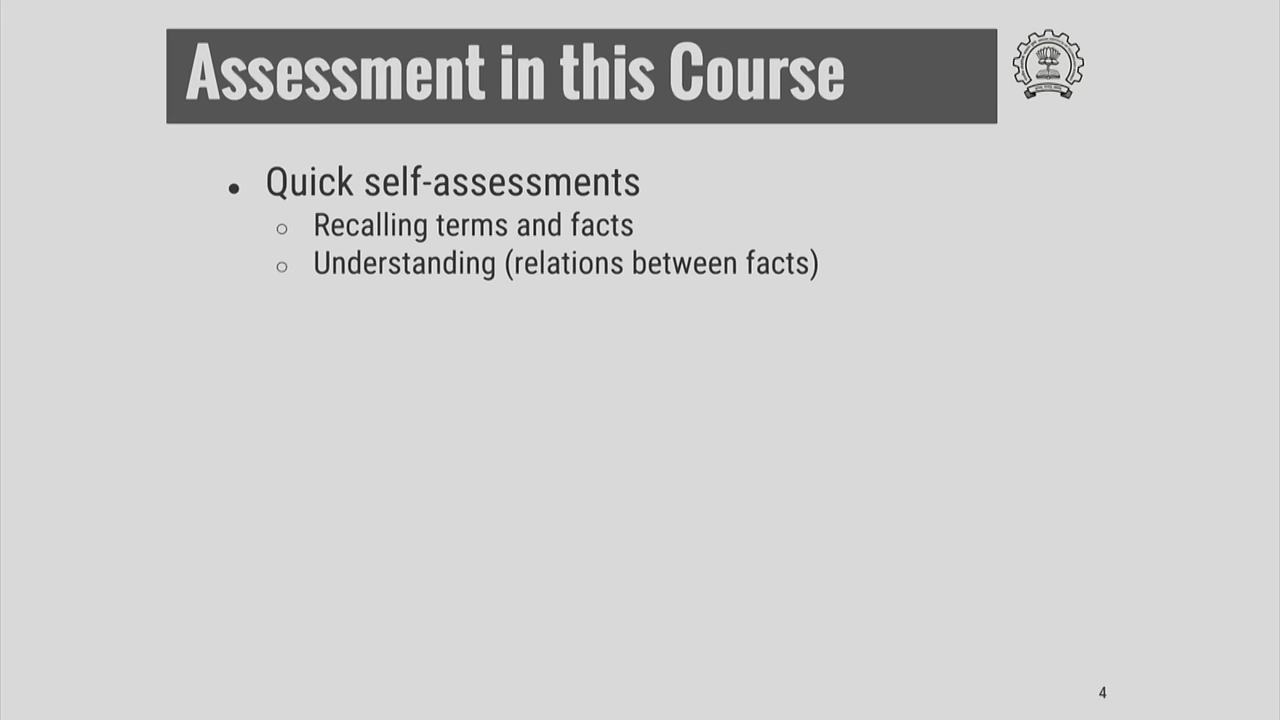 Assessment in this Course
● Quick self-assessments
○ Recalling terms and facts
○ Understanding (relations between facts)
4